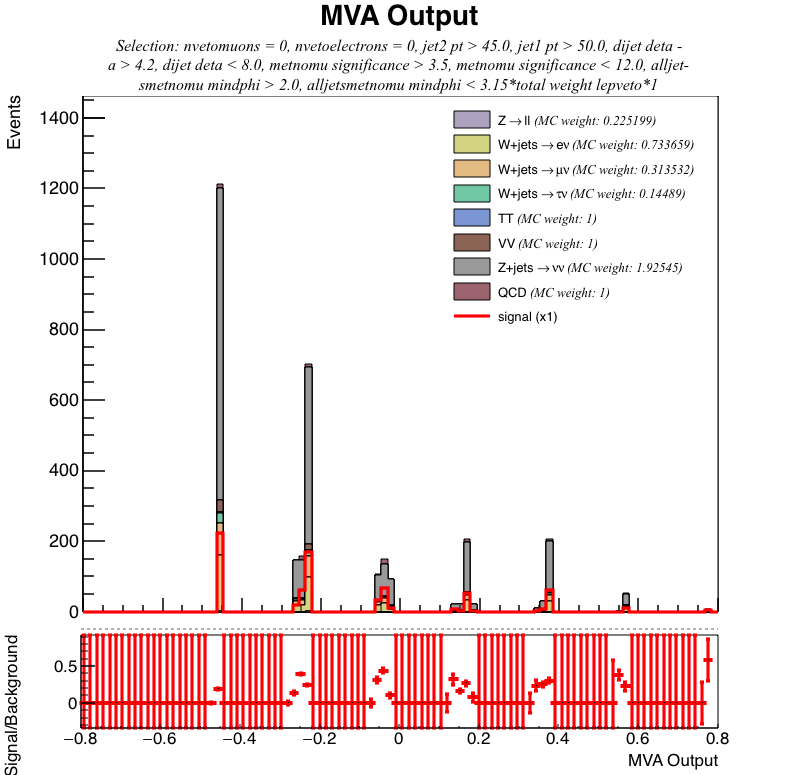 MVA Output
Selection: nvetomuons = 0, nvetoelectrons = 0, jet2 pt > 45.0, jet1 pt > 50.0, dijet deta -
a > 4.2, dijet deta < 8.0, metnomu significance > 3.5, metnomu significance < 12.0, alljet-
smetnomu mindphi > 2.0, alljetsmetnomu mindphi < 3.15*total weight lepveto*1
Events
1400
1200
1000
800
600
400
200
0
Z→ll (MC weight: 0.225199)
W+jets→eν (MC weight: 0.733659)
W+jets→μν (MC weight: 0.313532)
W+jets→τν (MC weight: 0.14489)
TT (MC weight: 1)
VV (MC weight: 1)
Z+jets→νν (MC weight: 1.92545)
QCD (MC weight: 1)
signal (x1)
Signal/Background
0.5
0
−0.8 −0.6 −0.4 −0.2 0 0.2 0.4 0.6 0.8
MVA Output